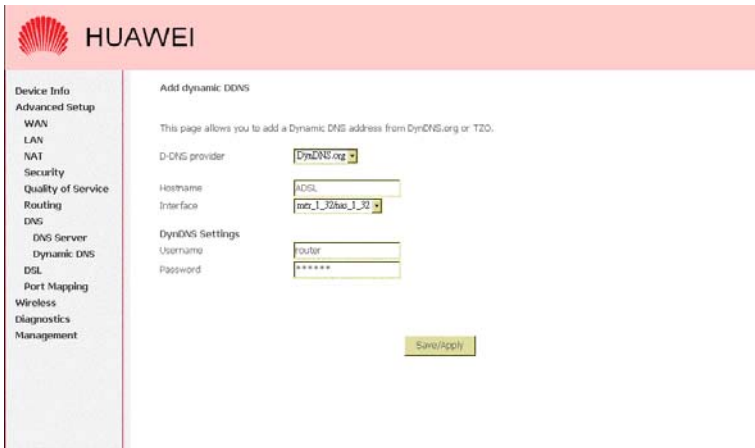 HUAWEI
Device Info
Advanced Setup
WAN
LAN
NAT
Security
Quality of Service
Routing
DNS
DNS Server
Dynamic DNS
DSL
Port Mapping
Wireless
Diagnostics
Management
Add dynamic DDNS
This page allows you to add a Dynamic DNS address from DynDNS.org or TZO.
D-DNS provider DynDNS.org
Hostname ADSL
Interface mer_1_32/nas_1_32
DynDNS Settings
Username router
Password ******
Save/Apply